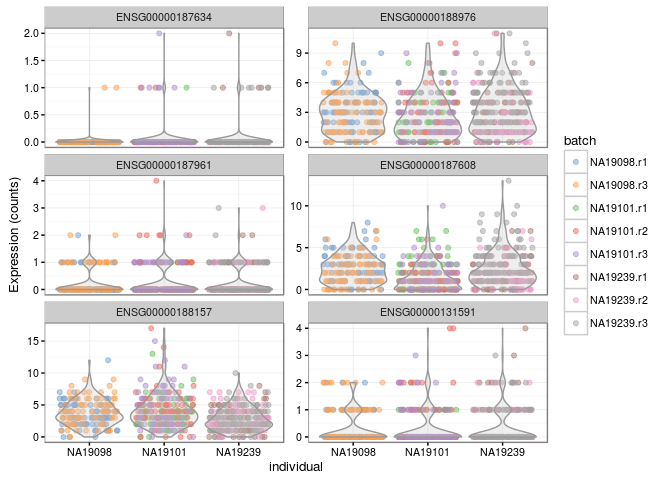 ENSG00000187634
ENSG00000188976
2.0
1.5
1.0
0.5
0.0
9
6
3
0
ENSG00000187961
ENSG00000187608
4
3
2
1
0
10
5
0
ENSG00000188157
ENSG00000131591
15
10
5
0
4
3
2
1
0
NA19098
NA19101
NA19239
NA19098
NA19101
NA19239
individual
Expression (counts)
batch
NA19098.r1
NA19098.r3
NA19101.r1
NA19101.r2
NA19101.r3
NA19239.r1
NA19239.r2
NA19239.r3